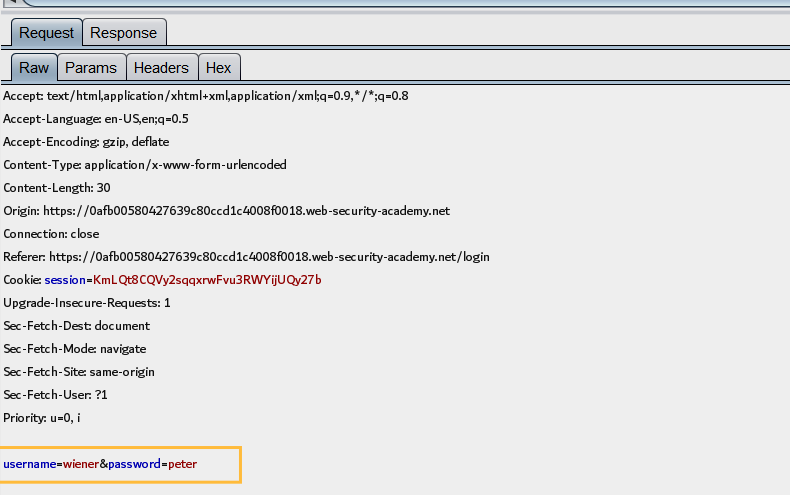 Request Response
Raw Params Headers Hex
Accept: text/html,application/xhtml+xml,application/xml;q=0.9,*/*;q=0.8
Accept-Language: en-US,en;q=0.5
Accept-Encoding: gzip, deflate
Content-Type: application/x-www-form-urlencoded
Content-Length: 30
Origin: https://0afb00580427639c80ccd1c4008f0018.web-security-academy.net
Connection: close
Referer: https://0afb00580427639c80ccd1c4008f0018.web-security-academy.net/login
Cookie: session=KmLQt8CQVy2sqqxrwFvu3RWYijUQy27b
Upgrade-Insecure-Requests: 1
Sec-Fetch-Dest: document
Sec-Fetch-Mode: navigate
Sec-Fetch-Site: same-origin
Sec-Fetch-User: ?1
Priority: u=0, i
username=wiener&password=peter